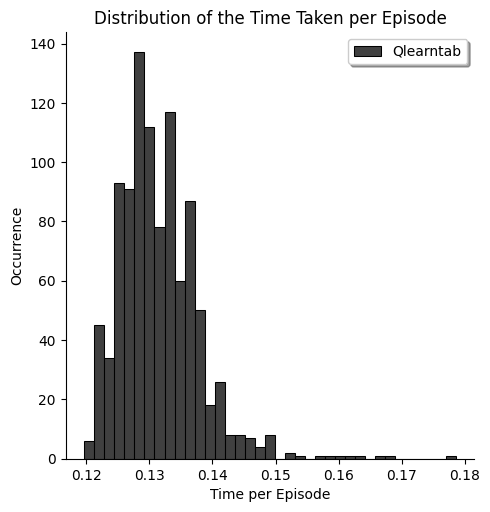 Distribution of the Time Taken per Episode
Qlearntab
140
120
100
80
60
40
20
0
Occurrence
0.12 0.13 0.14 0.15 0.16 0.17 0.18
Time per Episode